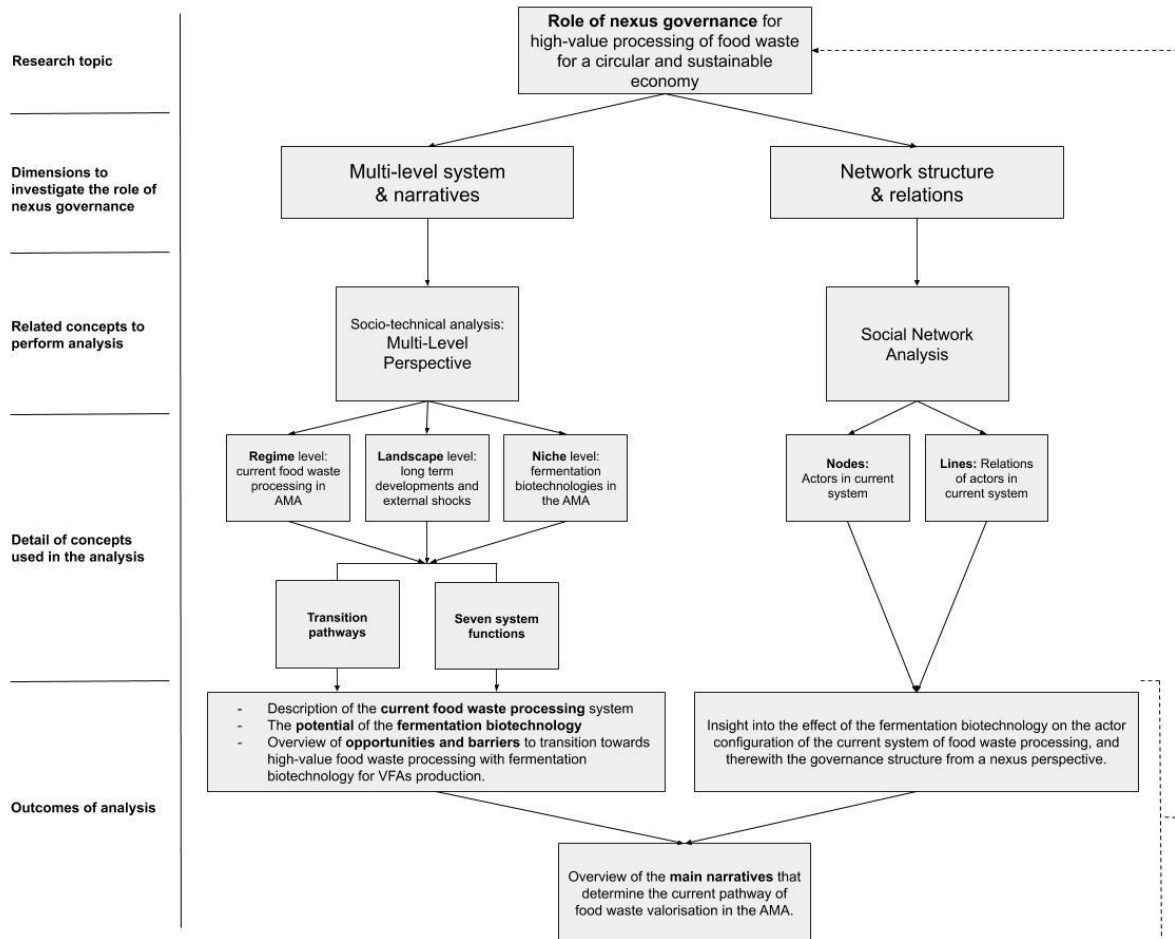 Research topic
Role of nexus governance for
high-value processing of food waste
for a circular and sustainable
economy
Dimensions to
investigate the role of
nexus governance
Multi-level system
& narratives
Network structure
& relations
Related concepts to
perform analysis
Socio-technical analysis:
Multi-Level
Perspective
Social Network
Analysis
Detail of concepts
used in the analysis
Regime level:
current food waste
processing in
AMA
Landscape level:
long term
developments and
external shocks
Niche level:
fermentation
biotechnologies in
the AMA
Nodes:
Actors in current
system
Lines: Relations
of actors in
current system
Transition
pathways
Seven system
functions
Outcomes of analysis
- Description of the current food waste processing system
- The potential of the fermentation biotechnology
- Overview of opportunities and barriers to transition towards
high-value food waste processing with fermentation
biotechnology for VFAs production.
Insight into the effect of the fermentation biotechnology on the actor
configuration of the current system of food waste processing, and
therewith the governance structure from a nexus perspective.
Overview of the main narratives that
determine the current pathway of
food waste valorisation in the AMA.